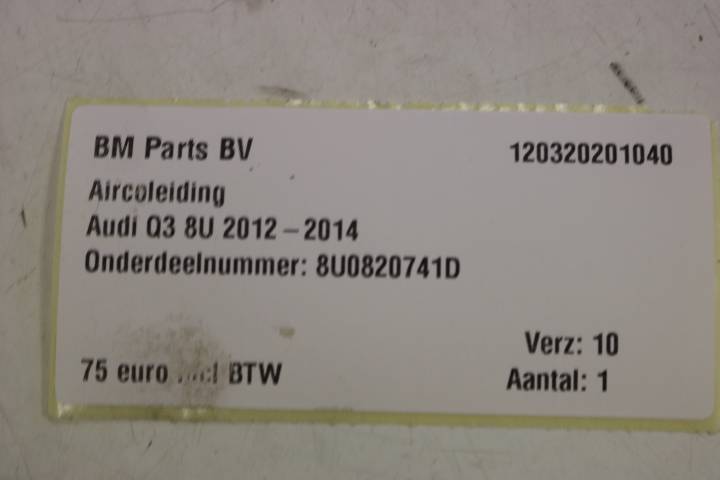 BM Parts BV 120320201040
Aircoleiding
Audi Q3 8U 2012 – 2014
Onderdeelnummer: 8U0820741D
Verz: 10
75 euro incl BTW
Aantal: 1